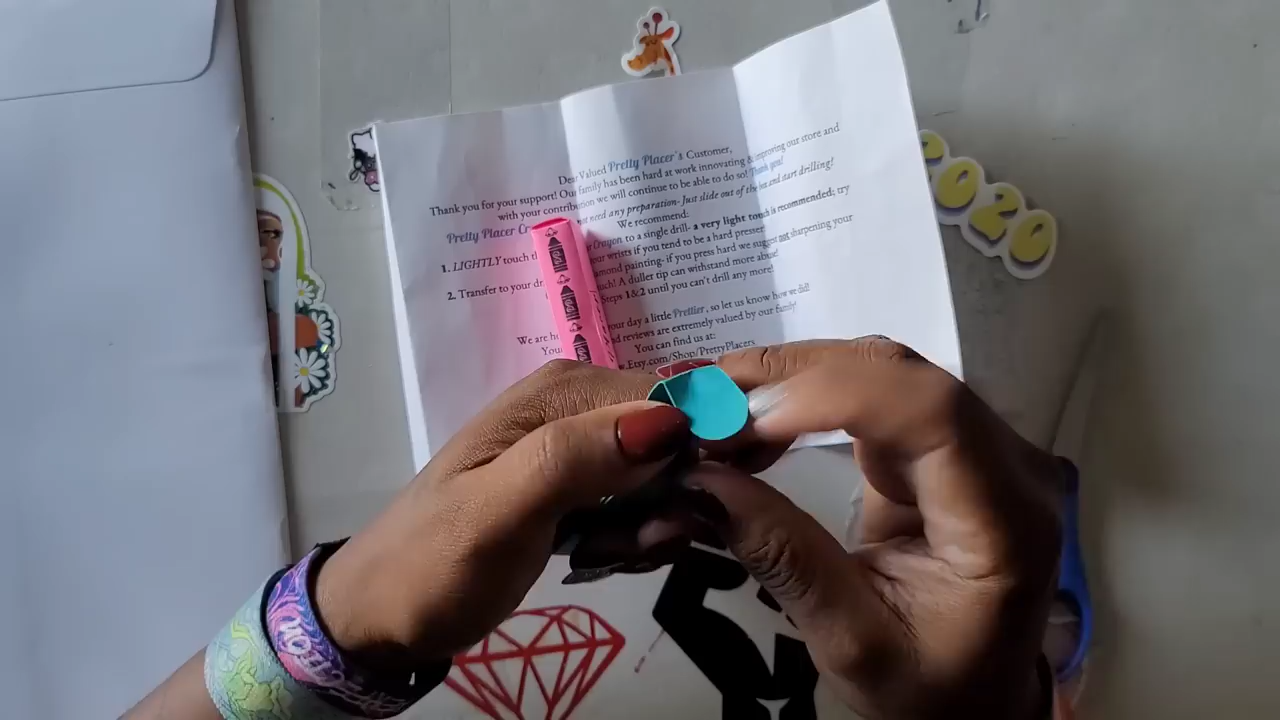 Dear Valued Pretty Placer's Customer,
Thank you for your support! Our family has been hard at work innovating & improving our store and
with your contribution we will continue to be able to do so! Thank you!
Pretty Placer Cr not need any preparation- Just slide out of the box and start drilling!
We recommend:
1. LIGHTLY touch th Crayon to a single drill- a very light touch is recommended; try
your wrists if you tend to be a hard presser
amond painting- if you press hard we suggest not sharpening your
uch! A duller tip can withstand more abuse!
2. Transfer to your dr Steps 1&2 until you can't drill any more!
We are ho your day a little Prettier, so let us know how we did!
You d reviews are extremely valued by our family!
You can find us at:
w.Etsy.com/Shop/PrettyPlacers
2020